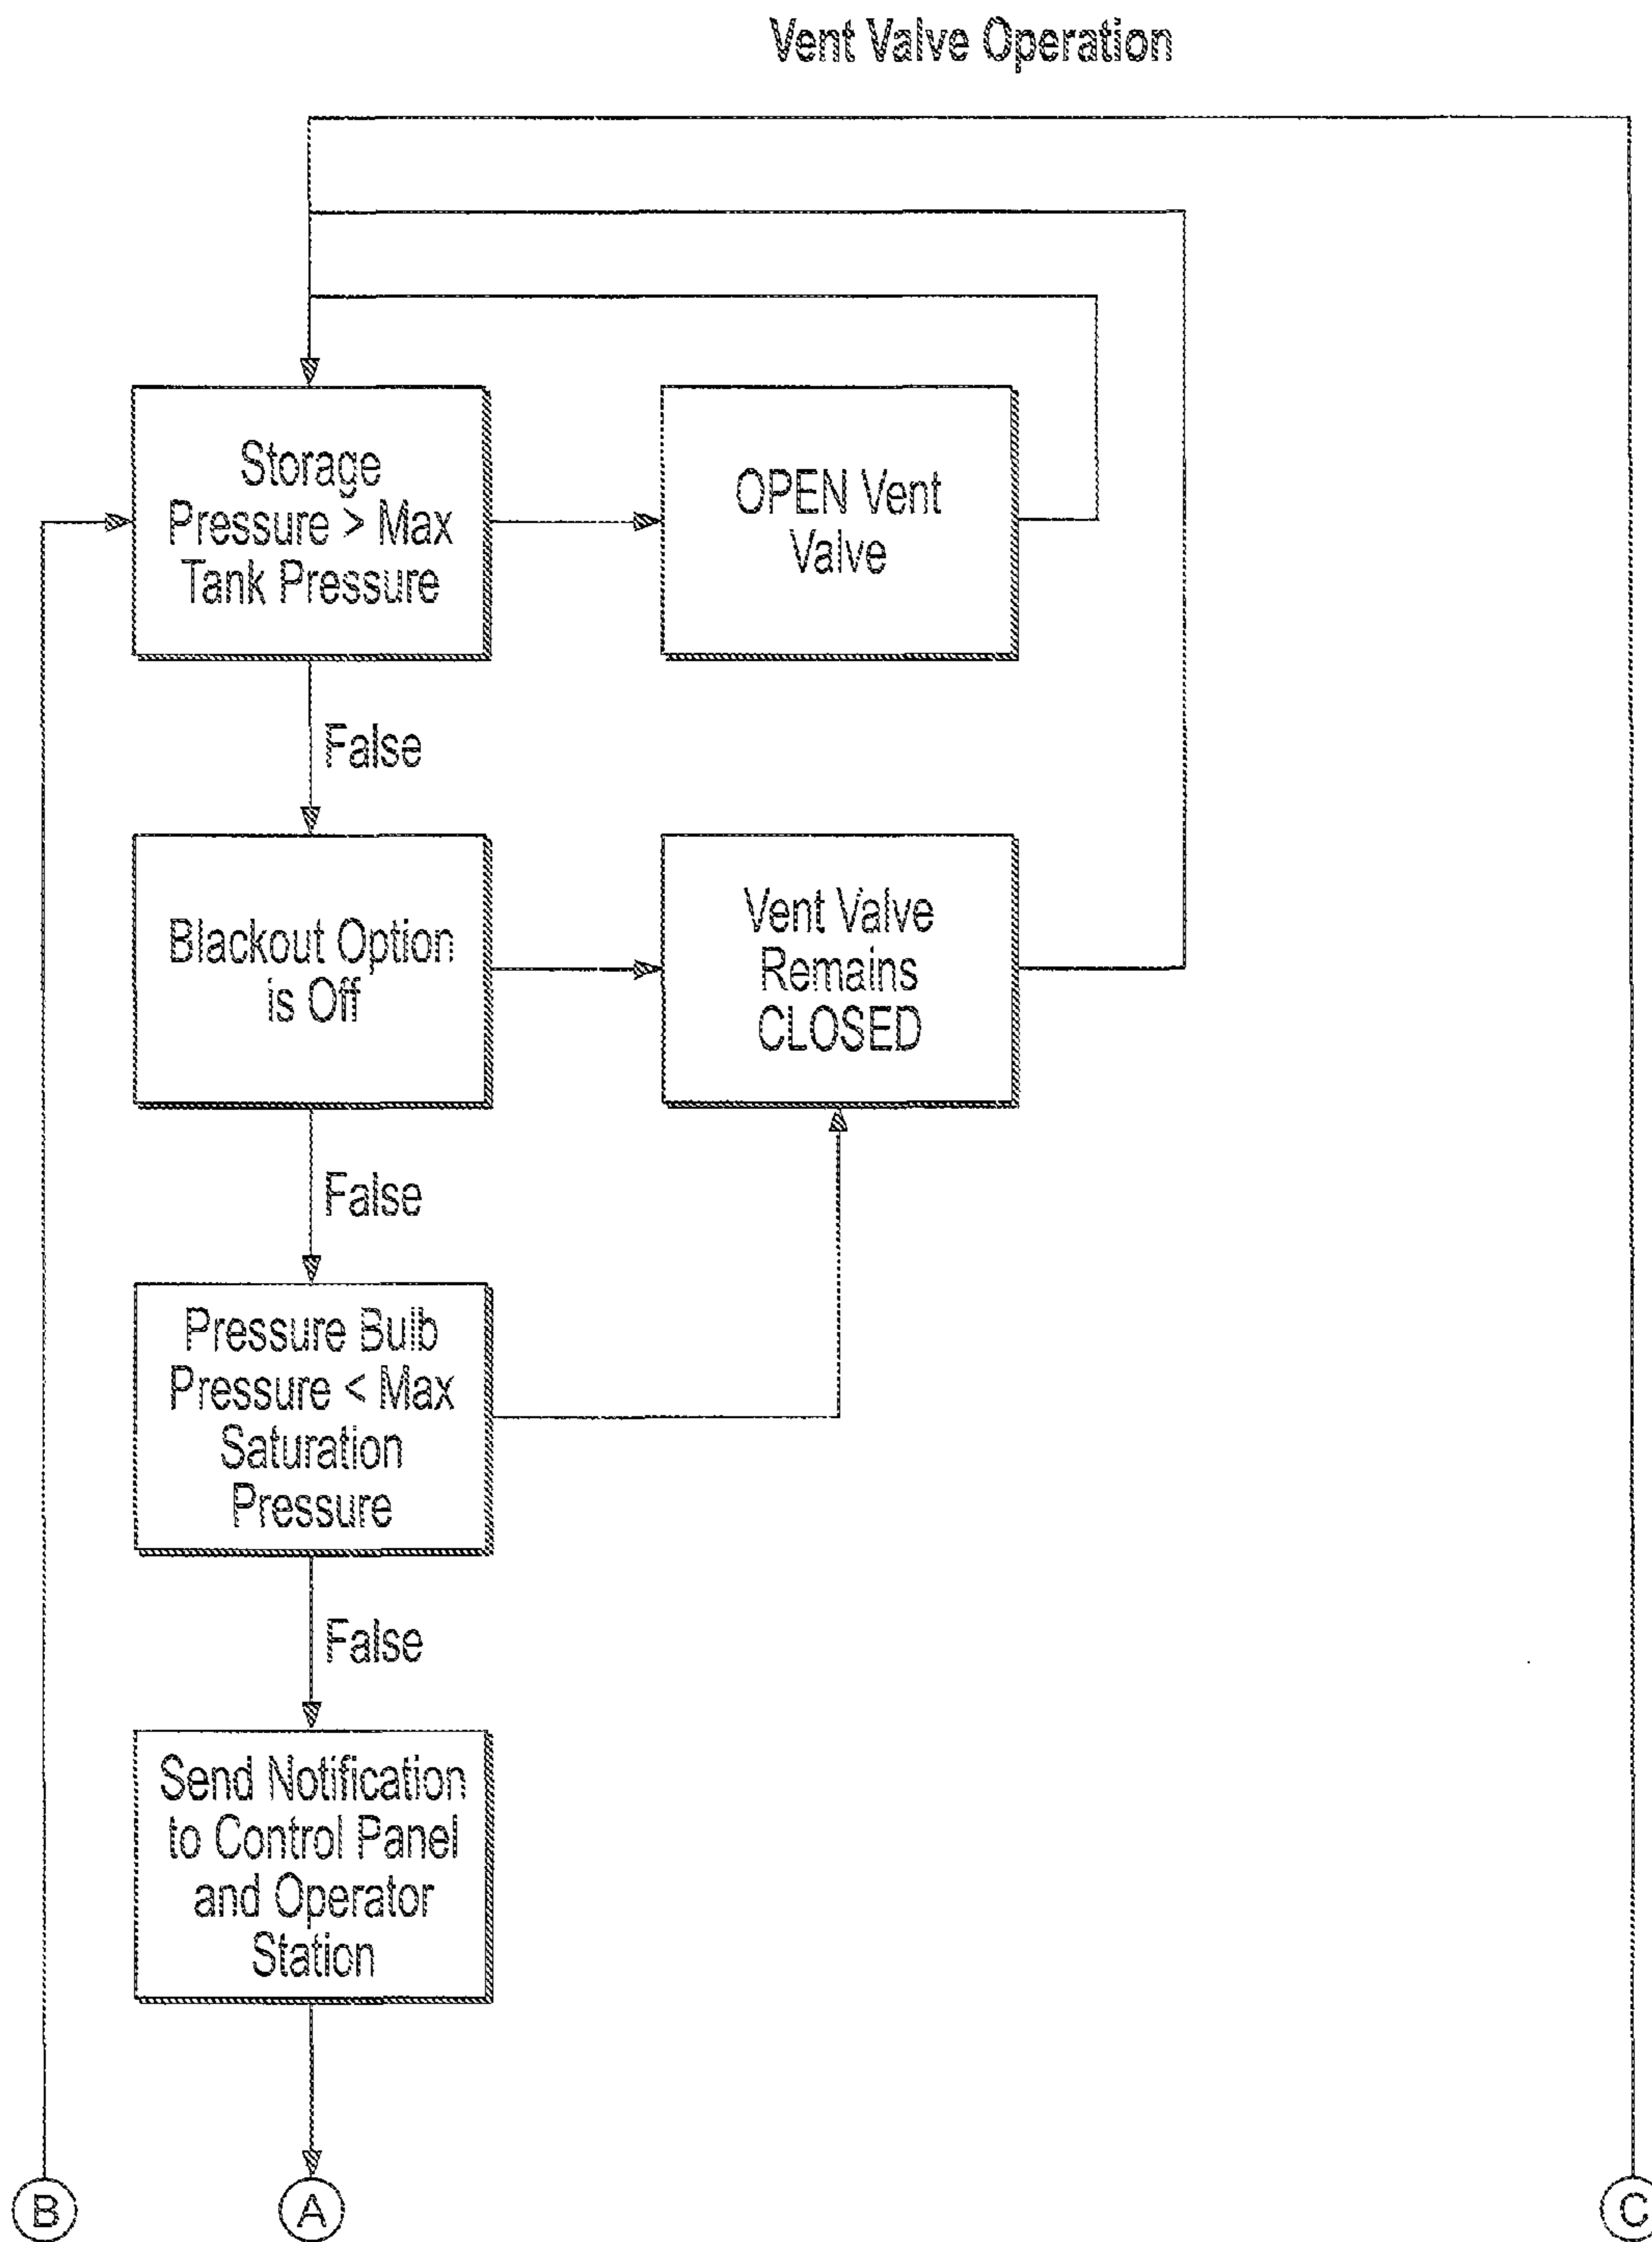 Vent Valve Operation
Storage
Pressure > Max
Tank Pressure
OPEN Vent
Valve
False
Blackout Option
is Off
Vent Valve
Remains
CLOSED
False
Pressure Bulb
Pressure < Max
Saturation
Pressure
False
Send Notification
to Control Panel
and Operator
Station
B
A
C